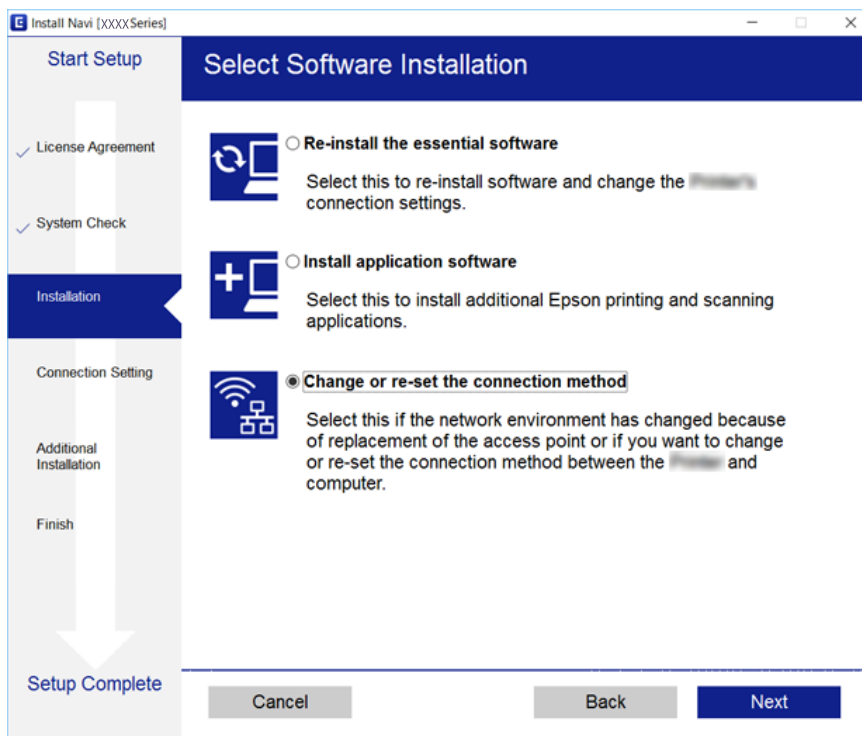 E Install Navi [XXXXSeries]
Start Setup
Select Software Installation
License Agreement
System Check
Installation
Connection Setting
Additional
Installation
Finish
Setup Complete
Re-install the essential software
Select this to re-install software and change the
connection settings.
Install application software
Select this to install additional Epson printing and scanning
applications.
Change or re-set the connection method
Select this if the network environment has changed because
of replacement of the access point or if you want to change
or re-set the connection method between the and
computer.
Cancel
Back
Next